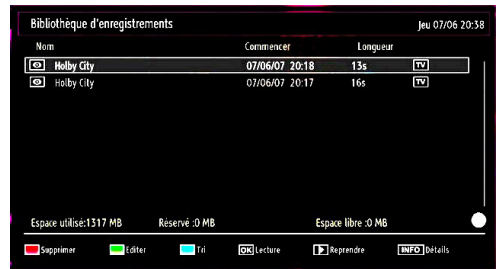 Bibliothèque d'enregistrements jeu 07/06 20:38
Nom Commencer Longueur
Holby City 07/06/07 20:18 13s TV
Holby City 07/06/07 20:17 16s TV
Espace utilisé:1317 MB Réservé :0 MB Espace libre :0 MB
Supprimer Editer Tri OK Lecture Reprendre INFO Détails